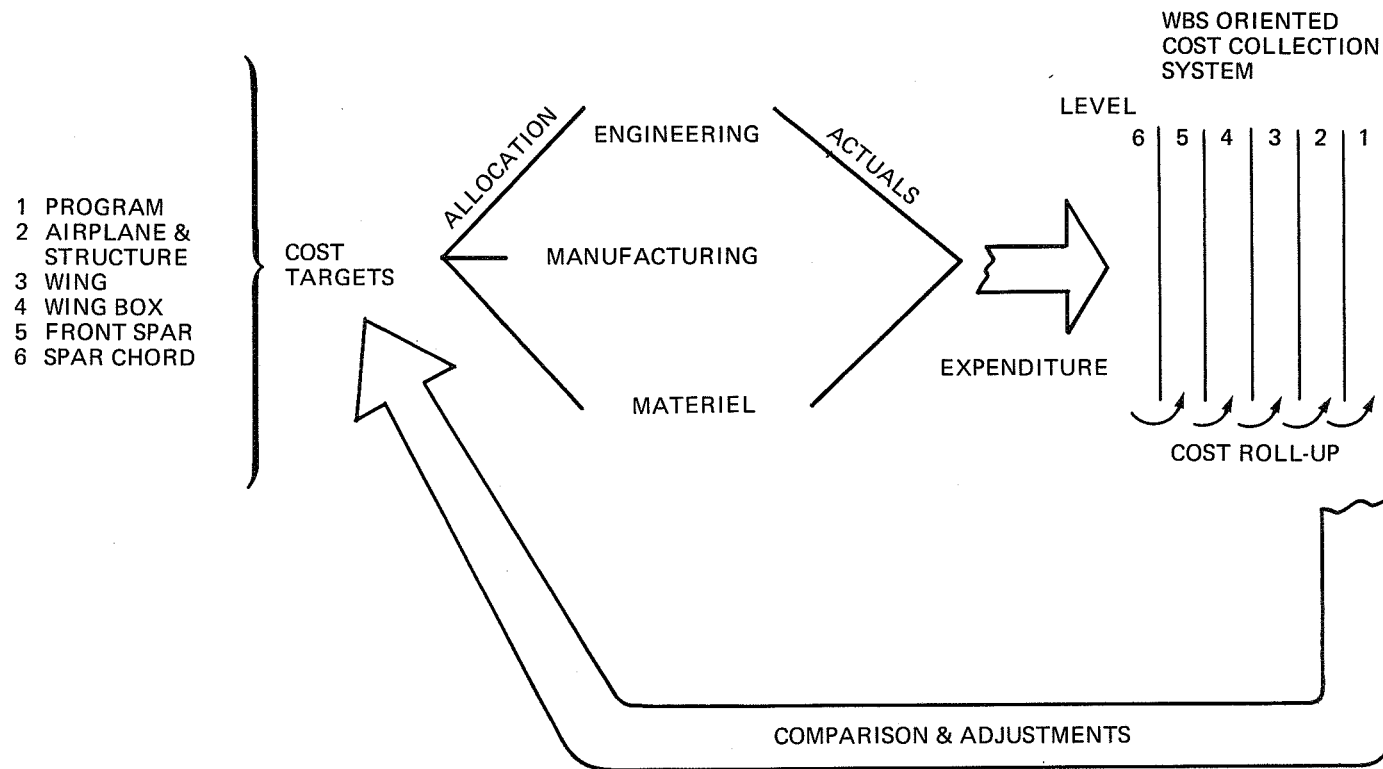 1 PROGRAM
2 AIRPLANE &
STRUCTURE
3 WING
4 WING BOX
5 FRONT SPAR
6 SPAR CHORD
COST
TARGETS
ALLOCATION
ENGINEERING
MANUFACTURING
MATERIEL
ACTUALS
EXPENDITURE
WBS ORIENTED
COST COLLECTION
SYSTEM
LEVEL
6 5 4 3 2 1
COST ROLL-UP
COMPARISON & ADJUSTMENTS